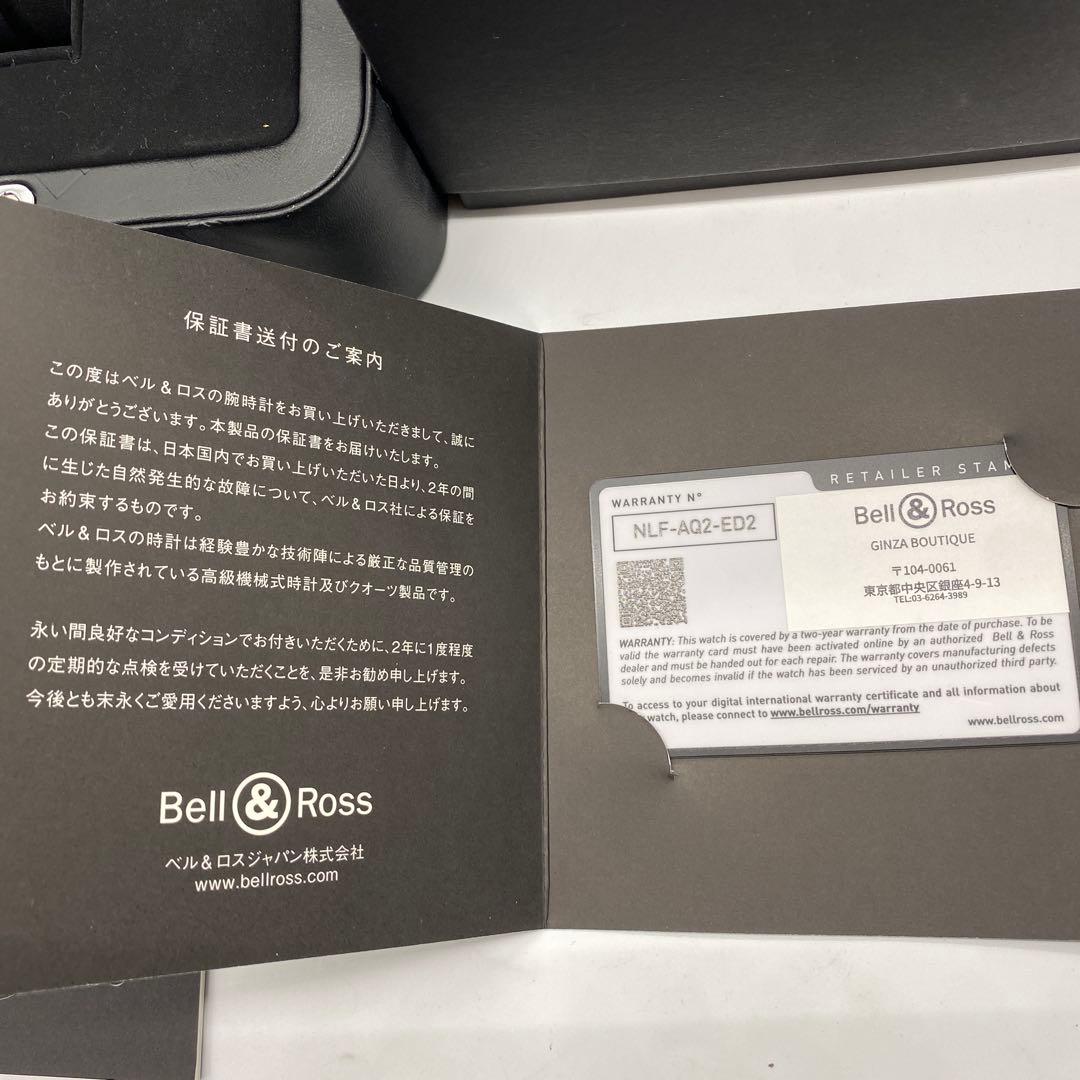 保証書送付のご案内
この度はベル&ロスの腕時計をお買い上げいただきまして、誠に
ありがとうございます。本製品の保証書をお届けいたします。
この保証書は、日本国内でお買い上げいただいた日より、2年の間
に生じた自然発生的な故障について、ベル&ロス社による保証を
お約束するものです。
ベル&ロスの時計は経験豊かな技術陣による厳正な品質管理の
もとに製作されている高級機械式時計及びクオーツ製品です。
永い間良好なコンディションでお付きいただくために、2年に1度程度
の定期的な点検を受けていただくことを、是非お勧め申し上げます。
今後とも末永くご愛用くださいますよう、心よりお願い申し上げます。
Bell & Ross
ベル&ロスジャパン株式会社
www.bellross.com
RETAILER STAM
WARRANTY N°
NLF-AQ2-ED2
Bell & Ross
GINZA BOUTIQUE
〒104-0061
東京都中央区銀座4-9-13
TEL:03-6264-3989
WARRANTY: This watch is covered by a two-year warranty from the date of purchase. To be
valid the warranty card must have been activated online by an authorized Bell & Ross
dealer and must be handed out for each repair. The warranty covers manufacturing defects
solely and becomes invalid if the watch has been serviced by an unauthorized third party.
To access to your digital international warranty certificate and all information about
watch, please connect to www.bellross.com/warranty
www.bellross.com